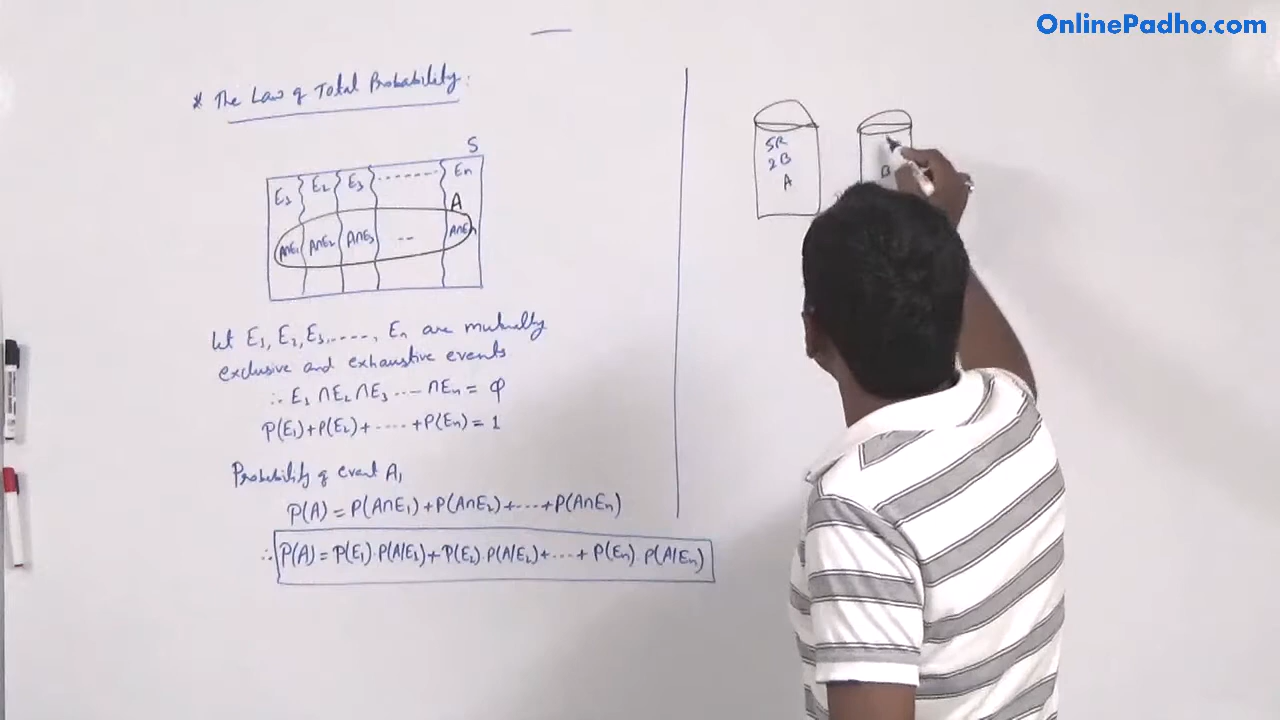 OnlinePadho.com
* The Law of Total Probability:
S
E1 E2 E3 -------- En
A
A∩E1 A∩E2 A∩E3 -- A∩En
Let E1, E2, E3, ----, En are mutually
exclusive and exhaustive events
∴ E1 ∩E2 ∩E3 ---- ∩En = φ
P(E1)+P(E2)+ ---- +P(En)=1
Probability of event A,
P(A) = P(A∩E1)+P(A∩E2)+----+P(A∩En)
∴ P(A) = P(E1)·P(A/E1)+P(E2)·P(A/E2)+----+ P(En)·P(A/En)
5R
2B
A
B